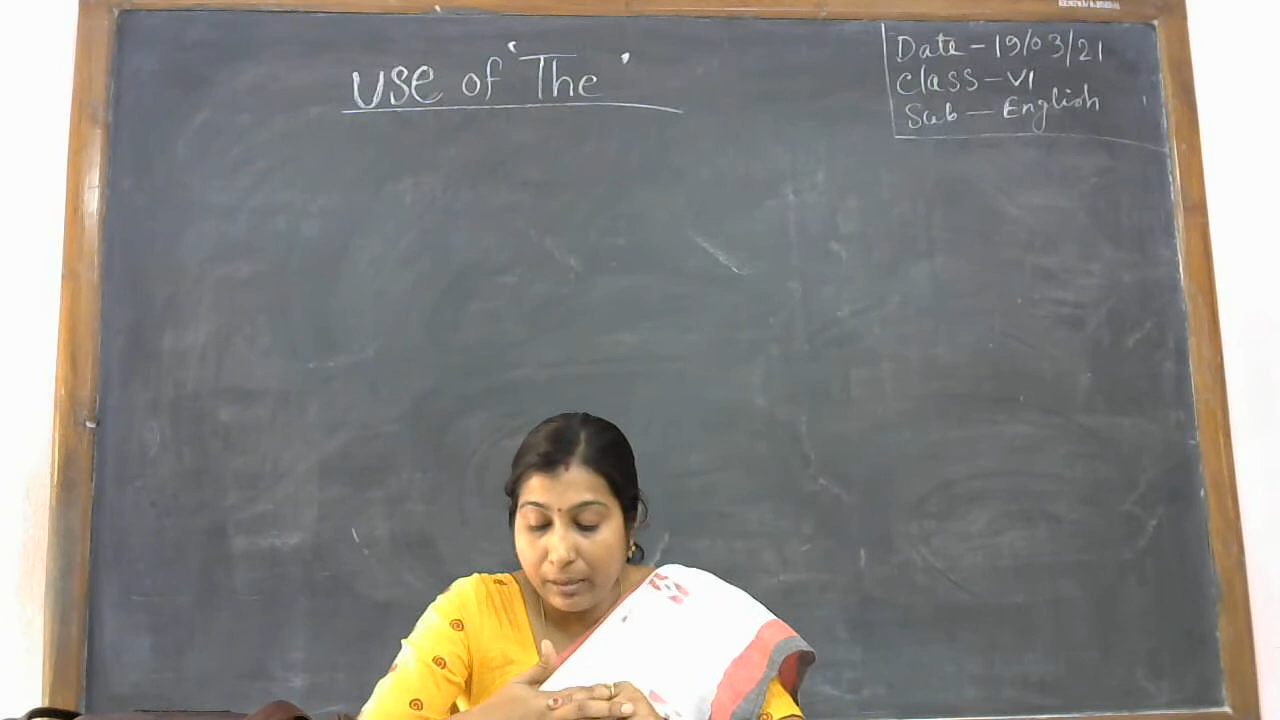 Use of 'The'
Date - 19/03/21
Class - VI
Sub - English